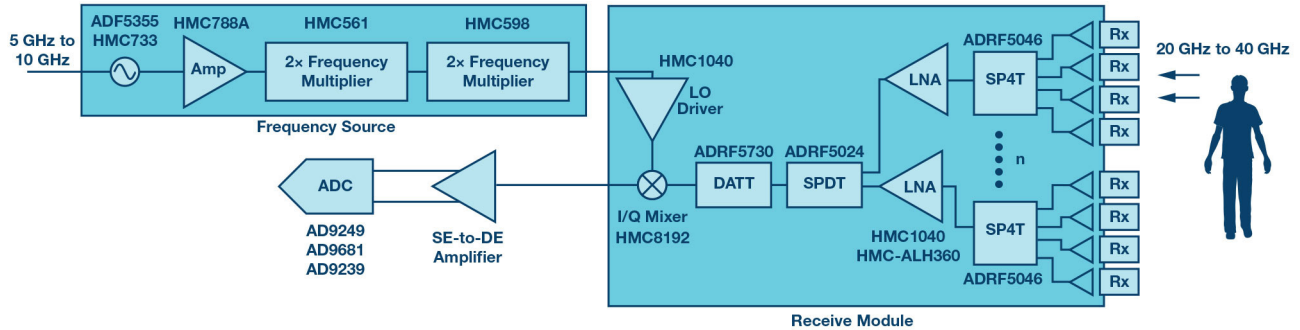 5 GHz to
10 GHz
ADF5355
HMC733
HMC788A
Amp
HMC561
2× Frequency
Multiplier
HMC598
2× Frequency
Multiplier
Frequency Source
HMC1040
LO
Driver
I/Q Mixer
HMC8192
ADRF5730
DATT
ADRF5024
SPDT
LNA
LNA
HMC1040
HMC-ALH360
ADRF5046
SP4T
n
SP4T
ADRF5046
Rx
Rx
Rx
Rx
Rx
Rx
Rx
Rx
20 GHz to 40 GHz
ADC
AD9249
AD9681
AD9239
SE-to-DE
Amplifier
Receive Module